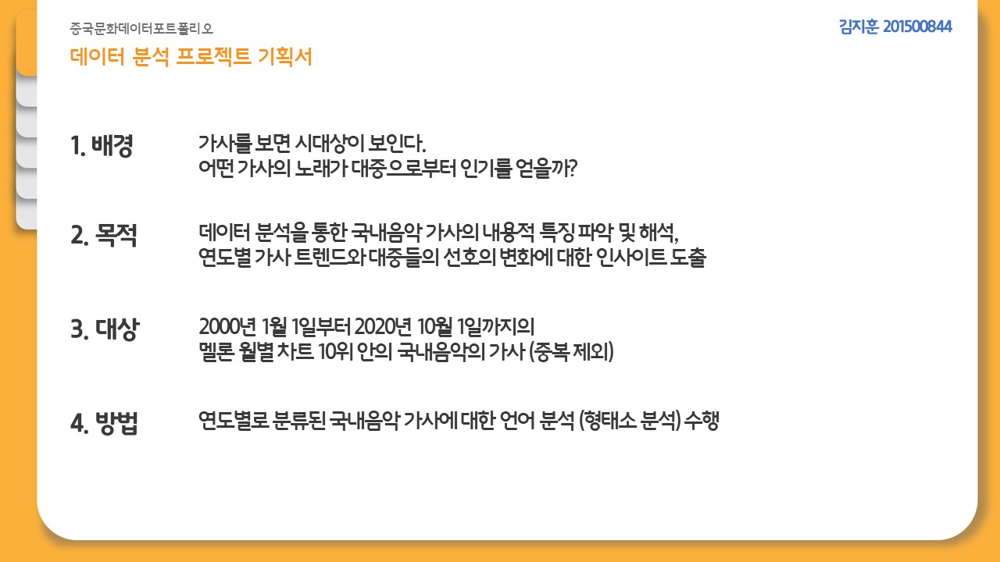 중국문화데이터포트폴리오
김지훈 201500844
데이터 분석 프로젝트 기획서
1. 배경
가사를 보면 시대상이 보인다.
어떤 가사의 노래가 대중으로부터 인기를 얻을까?
2. 목적
데이터 분석을 통한 국내음악 가사의 내용적 특징 파악 및 해석,
연도별 가사 트렌드와 대중들의 선호의 변화에 대한 인사이트 도출
3. 대상
2000년 1월 1일부터 2020년 10월 1일까지의
멜론 월별 차트 10위 안의 국내음악의 가사 (중복 제외)
4. 방법
연도별로 분류된 국내음악 가사에 대한 언어 분석 (형태소 분석) 수행